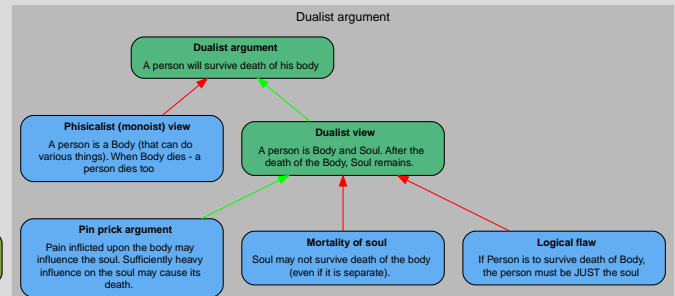 Dualist argument
Dualist argument
A person will survive death of his body
Phisicalist (monoist) view
A person is a Body (that can do
various things). When Body dies - a
person dies too
Dualist view
A person is Body and Soul. After the
death of the Body, Soul remains.
Pin prick argument
Pain inflicted upon the body may
influence the soul. Sufficiently heavy
influence on the soul may cause its
death.
Mortality of soul
Soul may not survive death of the body
(even if it is separate).
Logical flaw
If Person is to survive death of Body,
the person must be JUST the soul